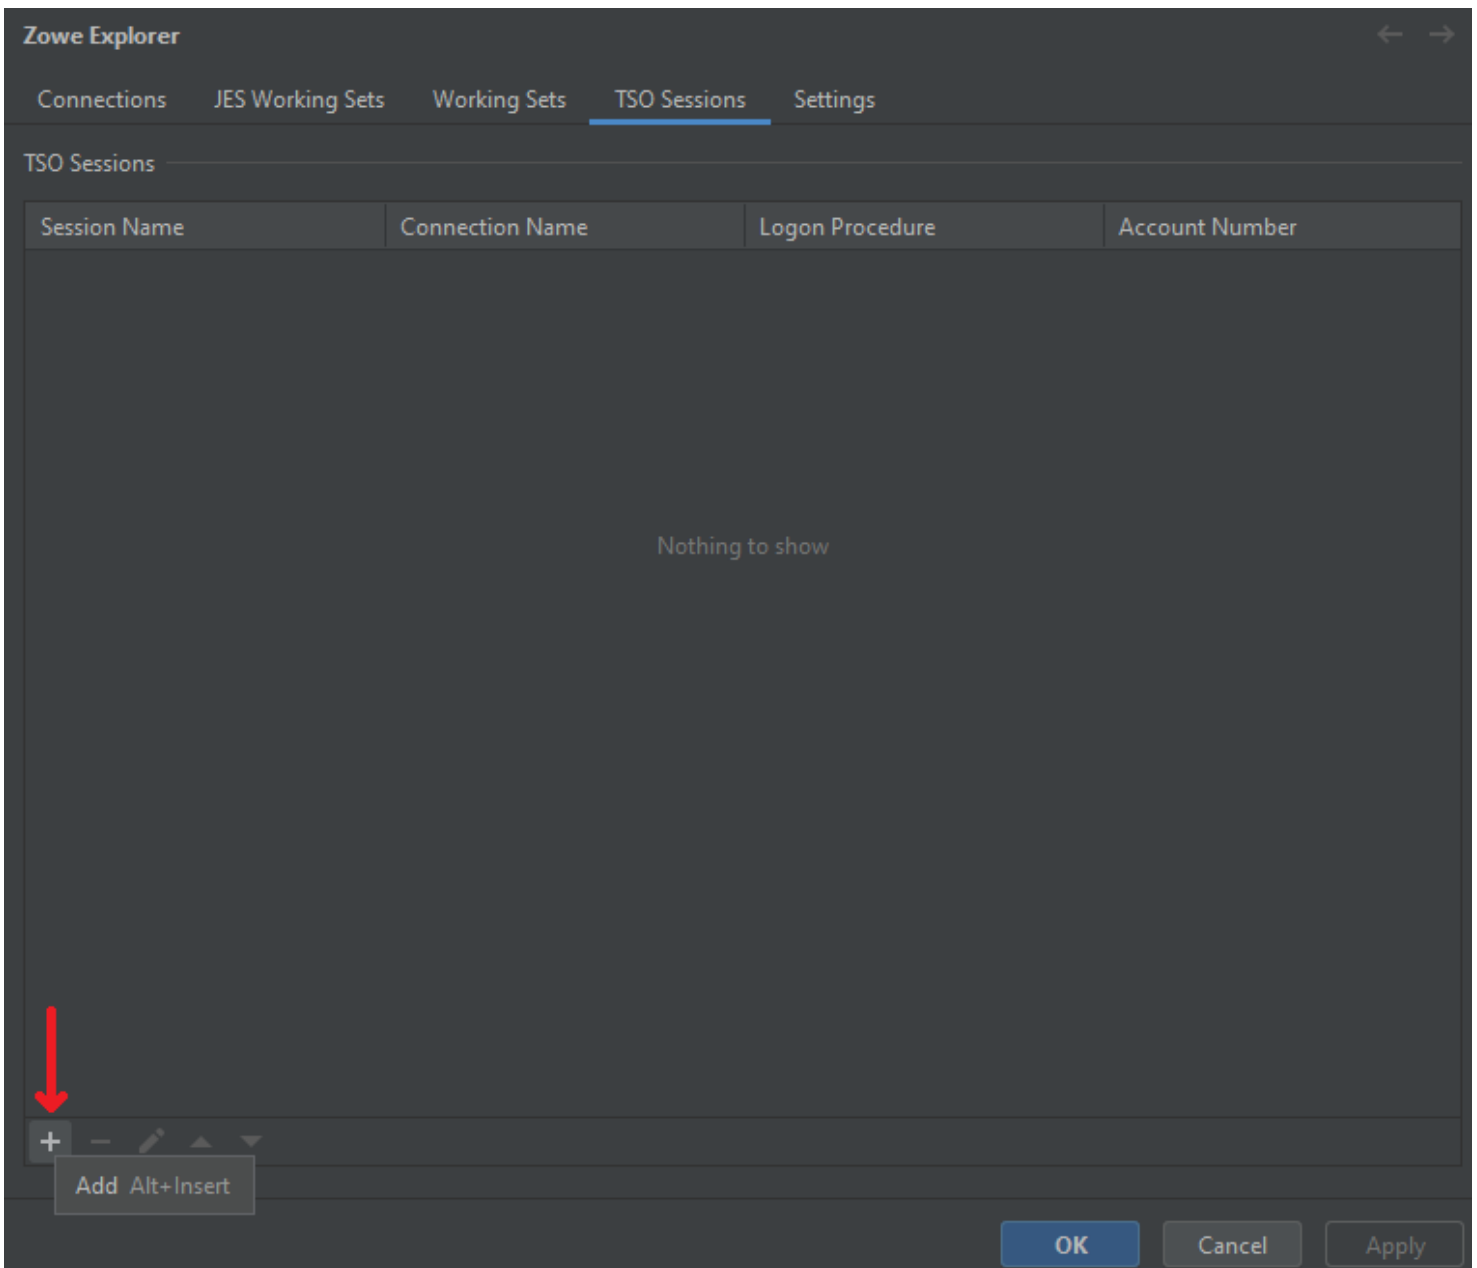 Zowe Explorer
Connections JES Working Sets Working Sets TSO Sessions Settings
TSO Sessions
Session Name Connection Name Logon Procedure Account Number
Nothing to show
Add Alt+Insert
OK Cancel Apply